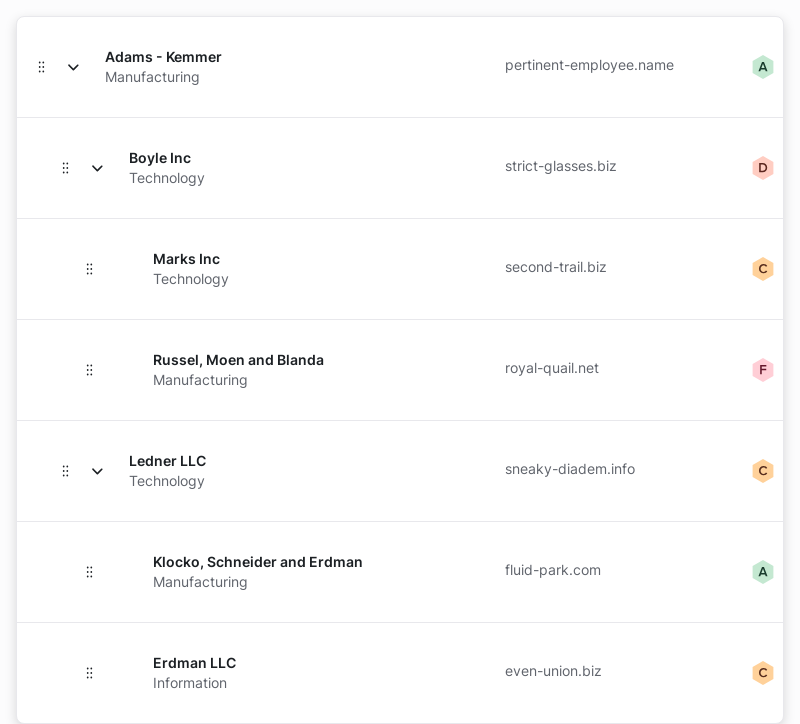 Adams - Kemmer
Manufacturing
pertinent-employee.name
A
Boyle Inc
Technology
strict-glasses.biz
D
Marks Inc
Technology
second-trail.biz
C
Russel, Moen and Blanda
Manufacturing
royal-quail.net
F
Ledner LLC
Technology
sneaky-diadem.info
C
Klocko, Schneider and Erdman
Manufacturing
fluid-park.com
A
Erdman LLC
Information
even-union.biz
C